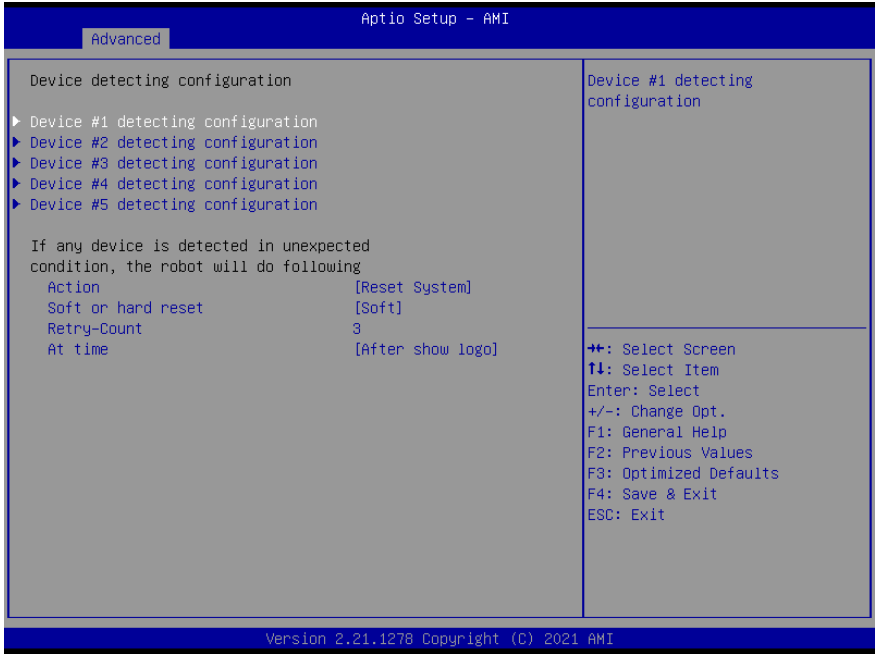 Aptio Setup – AMI
Advanced
Device detecting configuration
Device #1 detecting configuration
Device #2 detecting configuration
Device #3 detecting configuration
Device #4 detecting configuration
Device #5 detecting configuration
If any device is detected in unexpected
condition, the robot will do following
Action [Reset System]
Soft or hard reset [Soft]
Retry-Count 3
At time [After show logo]
Device #1 detecting
configuration
→←: Select Screen
↑↓: Select Item
Enter: Select
+/-: Change Opt.
F1: General Help
F2: Previous Values
F3: Optimized Defaults
F4: Save & Exit
ESC: Exit
Version 2.21.1278 Copyright (C) 2021 AMI